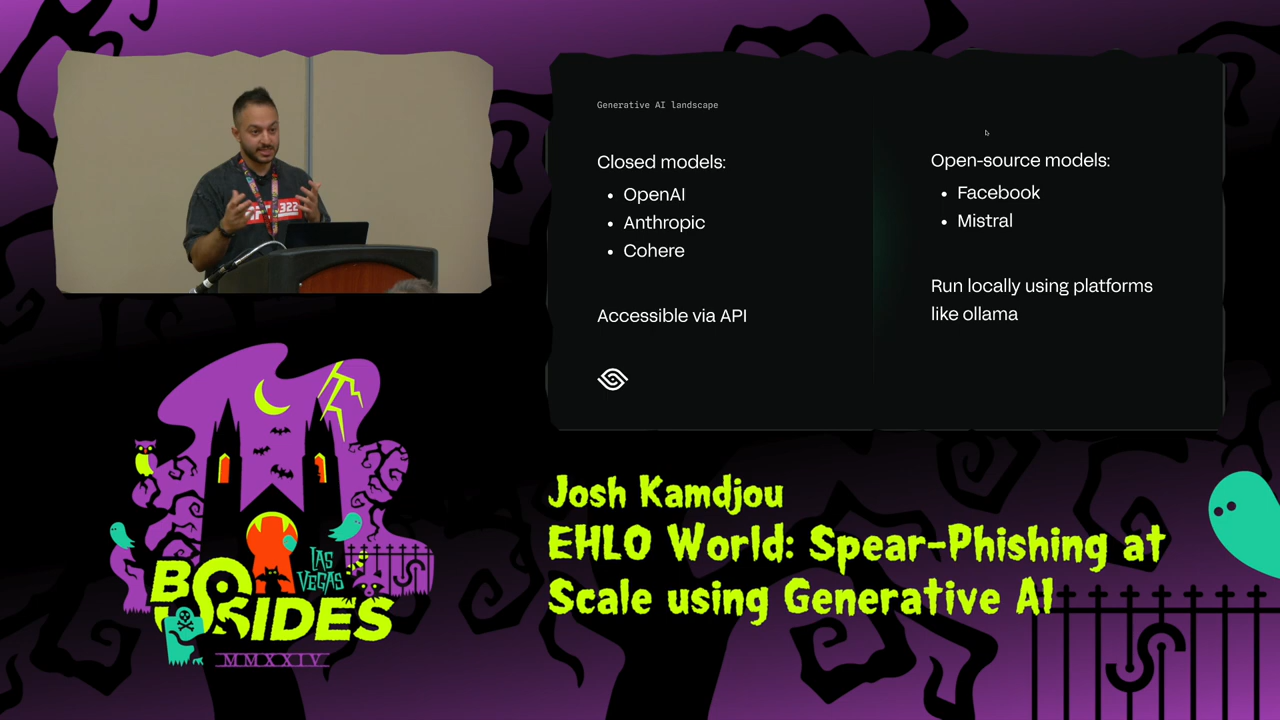 Generative AI landscape
Closed models:
• OpenAI
• Anthropic
• Cohere
Accessible via API
Open-source models:
• Facebook
• Mistral
Run locally using platforms
like ollama
Josh Kamdjou
EHLO World: Spear-Phishing at
Scale using Generative AI
LAS
VEGAS
BSIDES
MMXXIV